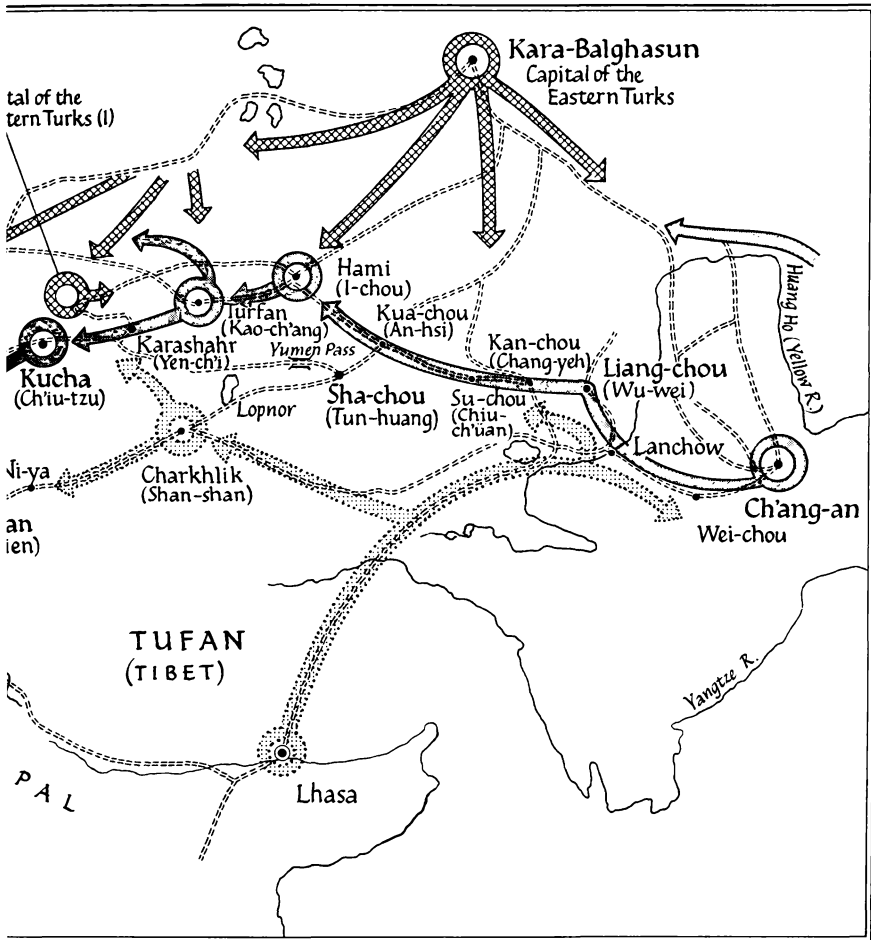 Kara-Balghasun
Capital of the
Eastern Turks
tal of the
tern Turks (I)
Hami
(I-chou)
Huang Ho (Yellow R.)
Turfan
(Kao-ch'ang)
Kua-chou
(An-hsi)
Karashahr
(Yen-ch'i)
Yumen Pass
Kan-chou
(Chang-yeh)
Liang-chou
(Wu-wei)
Kucha
(Ch'iu-tzu)
Lopnor
Sha-chou
(Tun-huang)
Su-chou
(Chiu-
ch'üan)
Lanchow
Ni-ya
Charkhlik
(Shan-shan)
Ch'ang-an
Wei-chou
an
ien)
TUFAN
(TIBET)
Yangtze R.
PAL
Lhasa